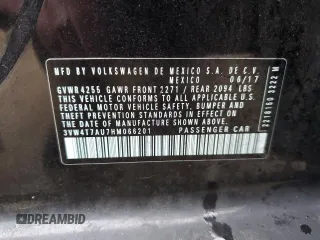 MFD BY VOLKSWAGEN DE MEXICO S.A. DE C.V.
MEXICO 06/17
GVWR 4255 GAWR FRONT 2271 / REAR 2094 LBS
THIS VEHICLE CONFORMS TO ALL APPLICABLE U.S.
FEDERAL MOTOR VEHICLE SAFETY, BUMPER AND
THEFT PREVENTION STANDARDS IN EFFECT ON
THE DATE OF MANUFACTURE SHOWN ABOVE
3VW4T7AU7HM066201 PASSENGER CAR
DREAMBID